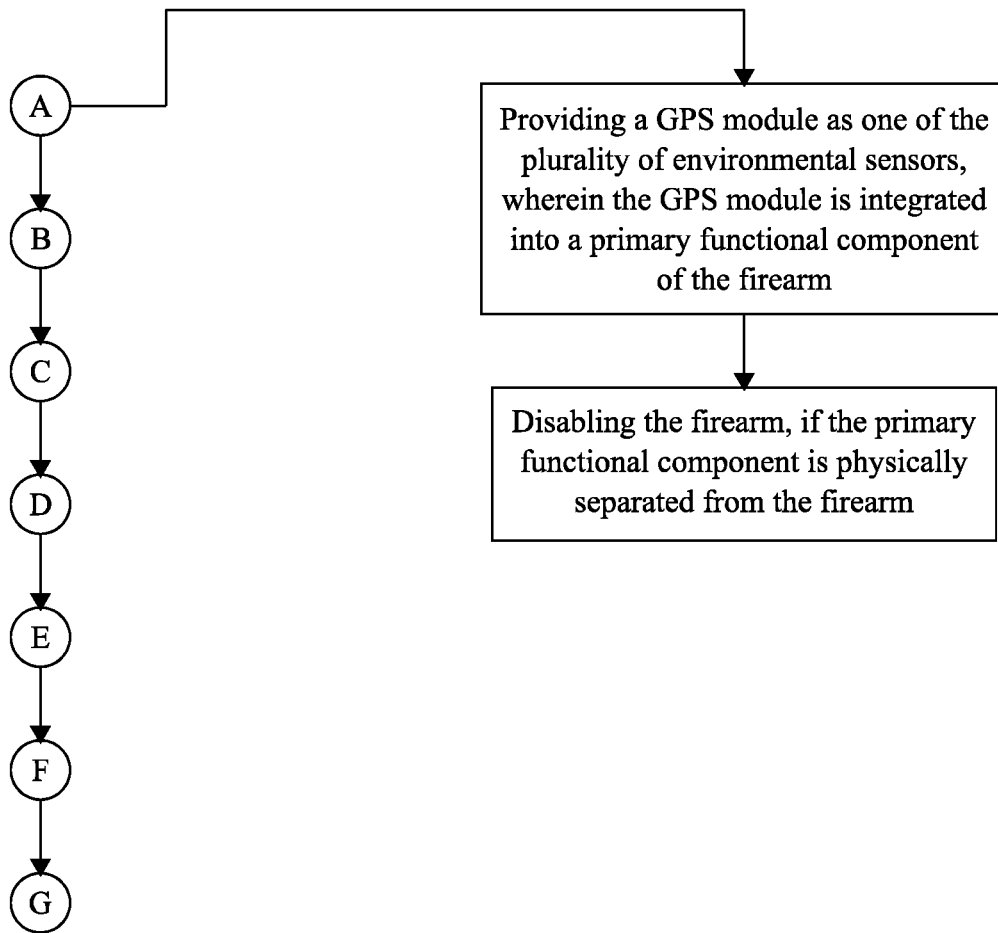 A
B
C
D
E
F
G
Providing a GPS module as one of the
plurality of environmental sensors,
wherein the GPS module is integrated
into a primary functional component
of the firearm
Disabling the firearm, if the primary
functional component is physically
separated from the firearm